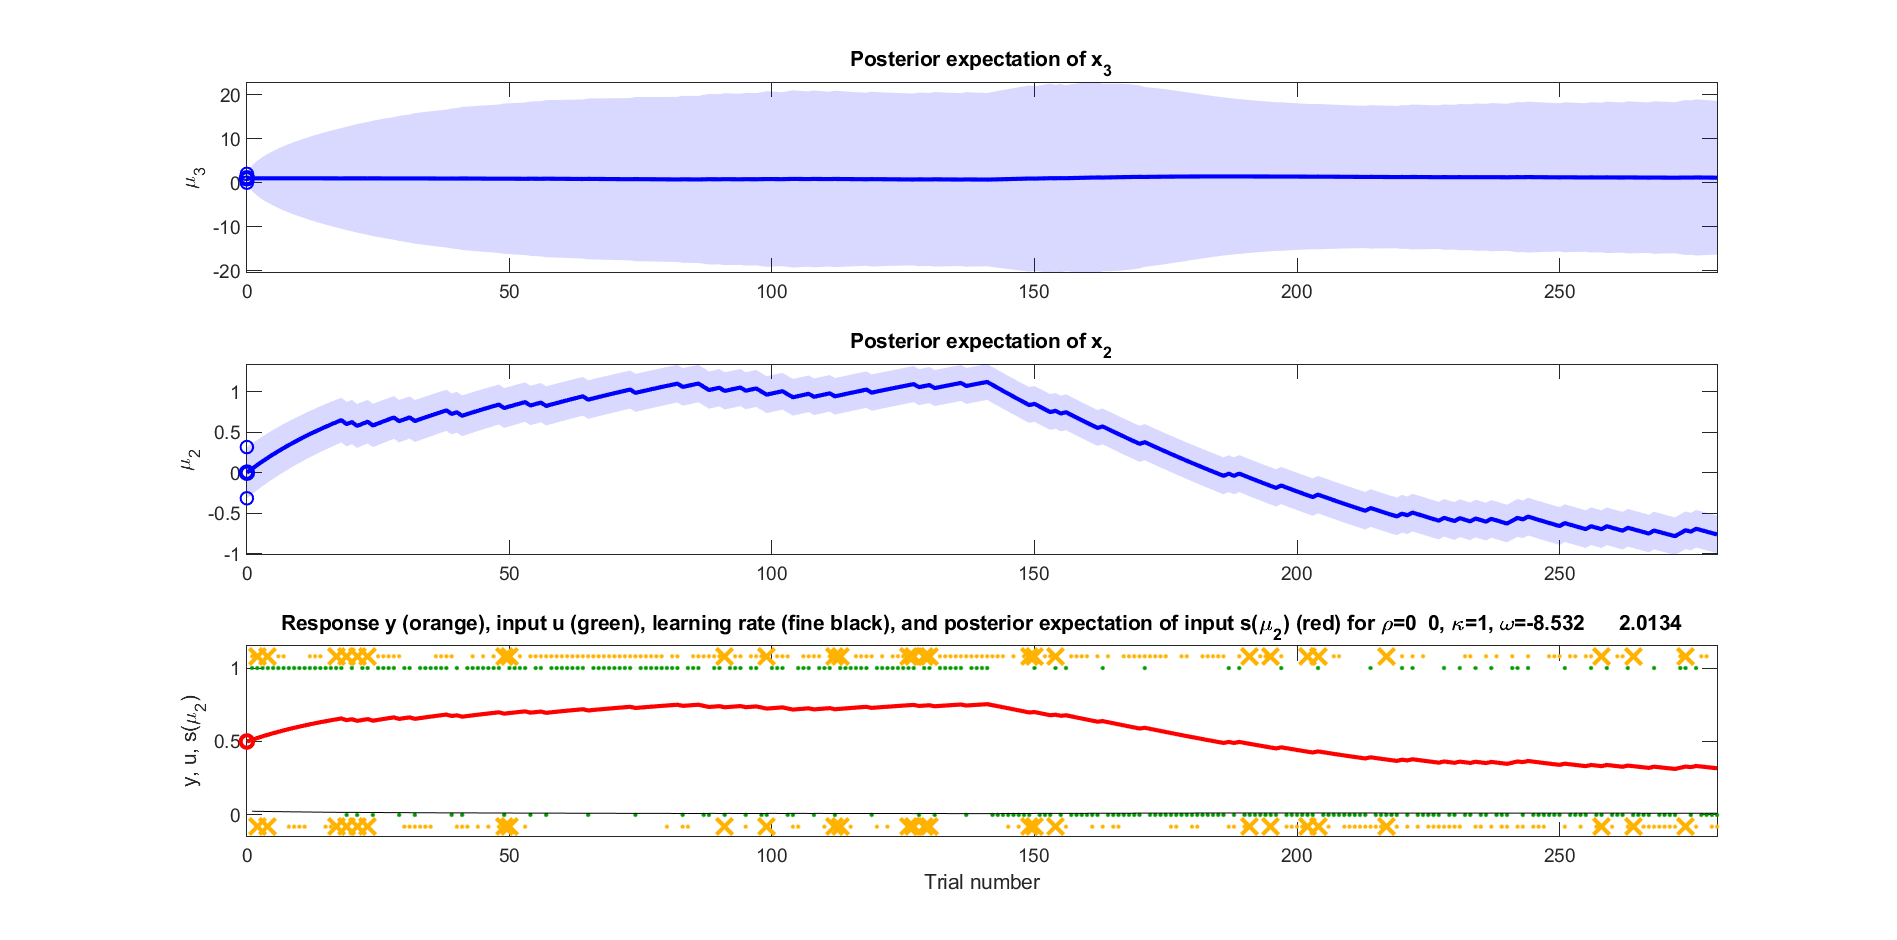 Posterior expectation of x3
20
10
0
-10
-20
μ3
0 50 100 150 200 250
Posterior expectation of x2
1
0.5
0
-0.5
-1
μ2
0 50 100 150 200 250
Response y (orange), input u (green), learning rate (fine black), and posterior expectation of input s(μ2) (red) for ρ=0 0, κ=1, ω=-8.532 2.0134
1
0.5
0
y, u, s(μ2)
0 50 100 150 200 250
Trial number